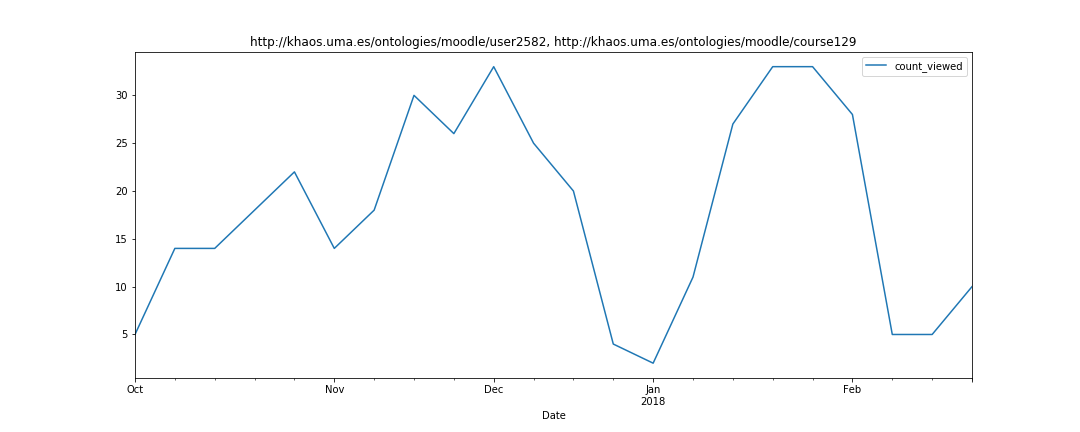 http://khaos.uma.es/ontologies/moodle/user2582, http://khaos.uma.es/ontologies/moodle/course129
count_viewed
30
25
20
15
10
5
Oct Nov Dec Jan Feb
2018
Date